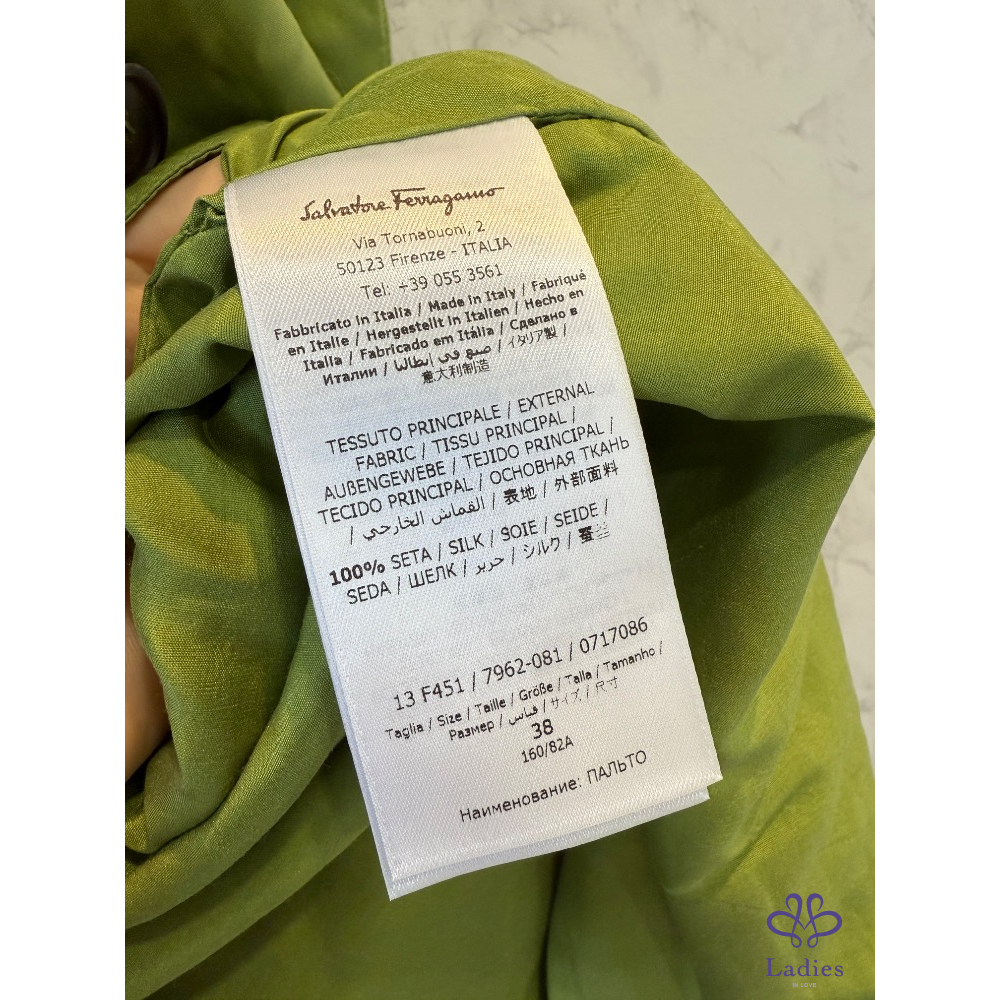 Salvatore Ferragamo
Via Tornabuoni, 2
50123 Firenze - ITALIA
Tel: +39 055 3561
Fabbricato in Italia / Made in Italy / Fabriqué
en Italie / Hergestellt in Italien / Hecho en
Italia / Fabricado em Itália / Сделано в
Италии / صنع في إيطاليا / イタリア製 /
意大利制造
TESSUTO PRINCIPALE / EXTERNAL
FABRIC / TISSU PRINCIPAL /
AUßENGEWEBE / TEJIDO PRINCIPAL /
TECIDO PRINCIPAL / ОСНОВНАЯ ТКАНЬ
/ القماش الخارجي / 表地 / 外部面料
100% SETA / SILK / SOIE / SEIDE /
SEDA / ШЕЛК / حرير / シルク / 蚕丝
13 F451 / 7962-081 / 0717086
Taglia / Size / Taille / Größe / Talla / Tamanho /
Размер / قياس / サイズ / 尺寸
38
160/82A
Наименование: ПАЛЬТО
Ladies
IN LOVE